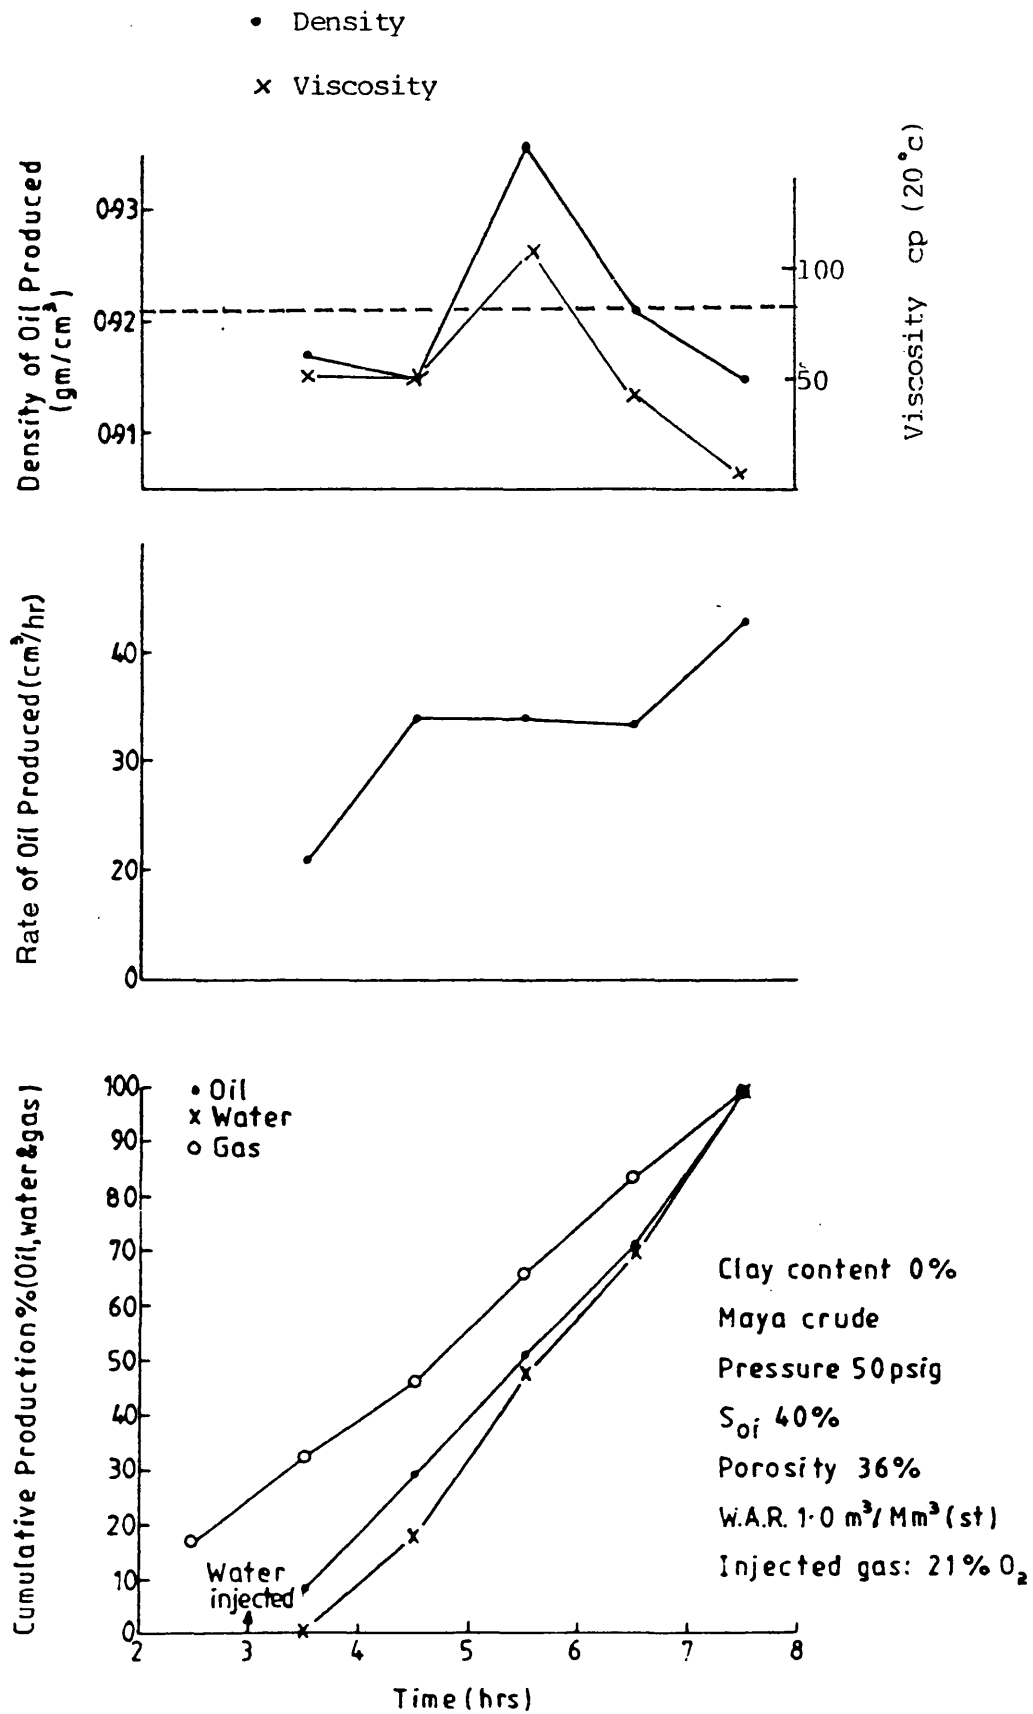 • Density
x Viscosity
Density of Oil Produced
(gm/cm³)
0·93
0·92
0·91
100
50
Viscosity cp (20°c)
Rate of Oil Produced (cm³/hr)
40
30
20
0
Cumulative Production % (Oil, water & gas)
100
90
80
70
60
50
40
30
20
10
0
• Oil
x Water
o Gas
Water
injected
Clay content 0%
Maya crude
Pressure 50 psig
Soi 40%
Porosity 36%
W.A.R. 1·0 m³/Mm³(st)
Injected gas: 21% O₂
2 3 4 5 6 7 8
Time (hrs)